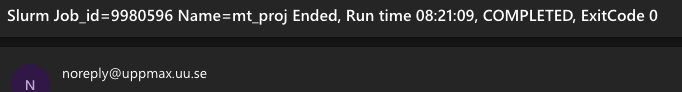 Slurm Job_id=9980596 Name=mt_proj Ended, Run time 08:21:09, COMPLETED, ExitCode 0
noreply@uppmax.uu.se
N